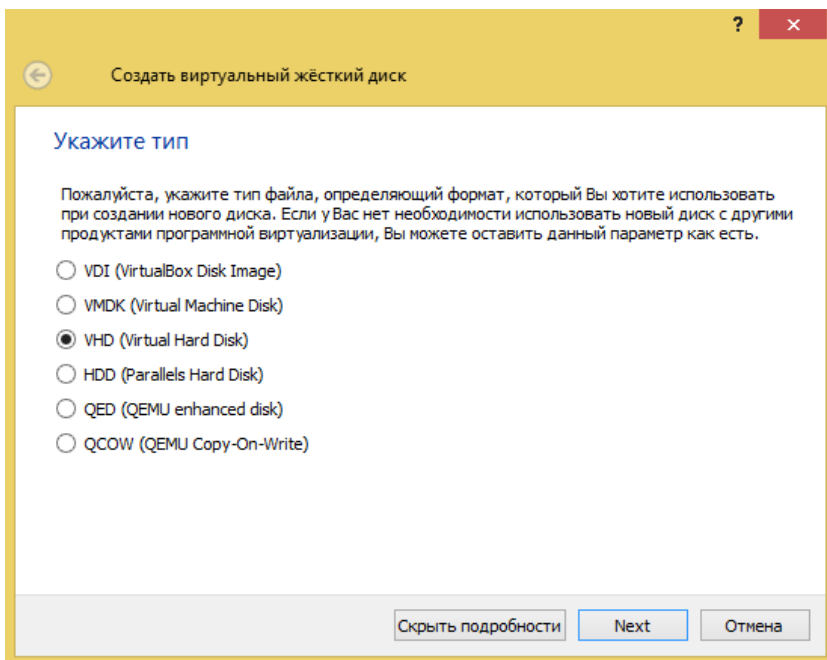 ?
Создать виртуальный жёсткий диск
Укажите тип
Пожалуйста, укажите тип файла, определяющий формат, который Вы хотите использовать
при создании нового диска. Если у Вас нет необходимости использовать новый диск с другими
продуктами программной виртуализации, Вы можете оставить данный параметр как есть.
VDI (VirtualBox Disk Image)
VMDK (Virtual Machine Disk)
VHD (Virtual Hard Disk)
HDD (Parallels Hard Disk)
QED (QEMU enhanced disk)
QCOW (QEMU Copy-On-Write)
Скрыть подробности Next Отмена